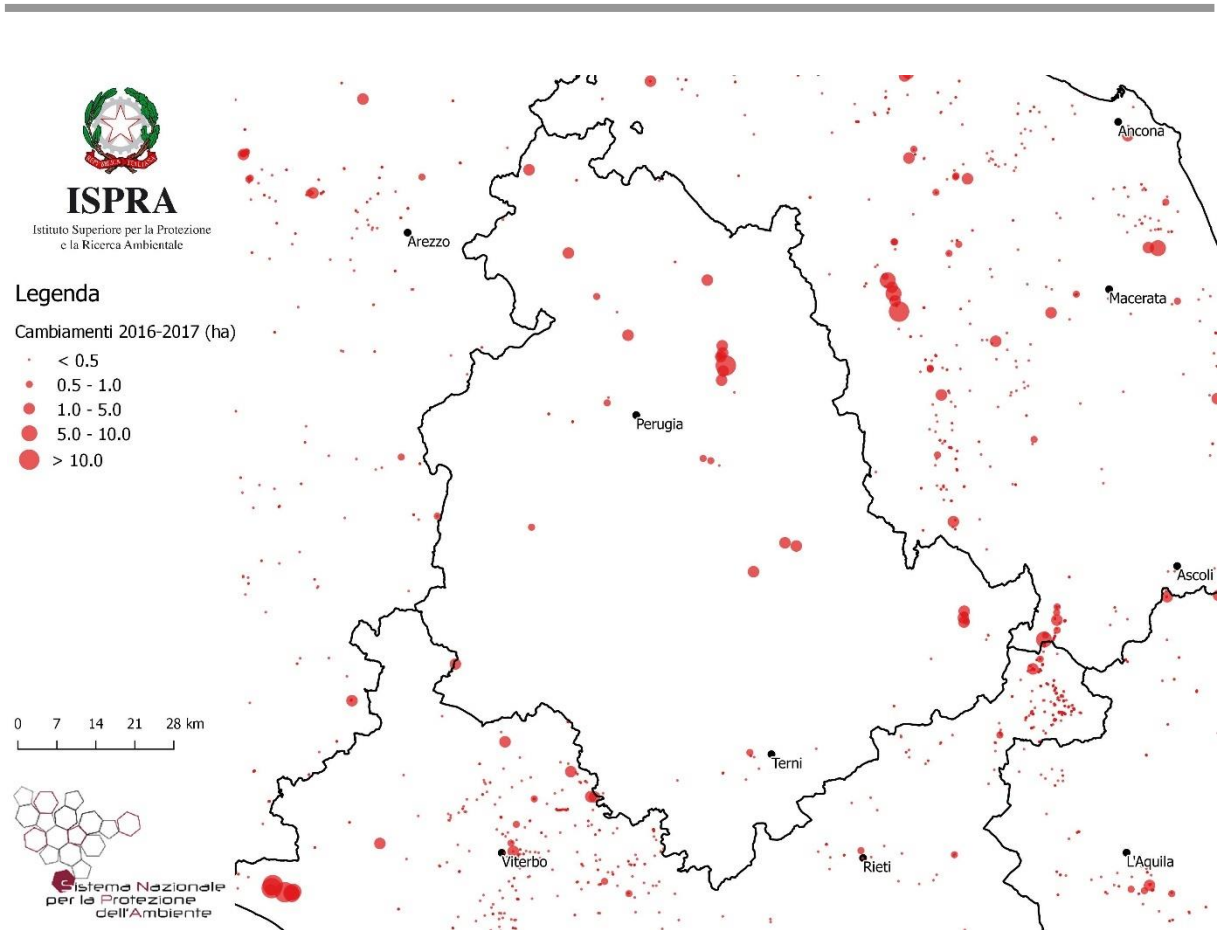 ISPRA
Istituto Superiore per la Protezione
e la Ricerca Ambientale
Legenda
Cambiamenti 2016-2017 (ha)
< 0.5
0.5 - 1.0
1.0 - 5.0
5.0 - 10.0
> 10.0
0 7 14 21 28 km
Sistema Nazionale
per la Protezione
dell'Ambiente
Ancona
Arezzo
Macerata
Perugia
Ascoli
Terni
Viterbo
Rieti
L'Aquila